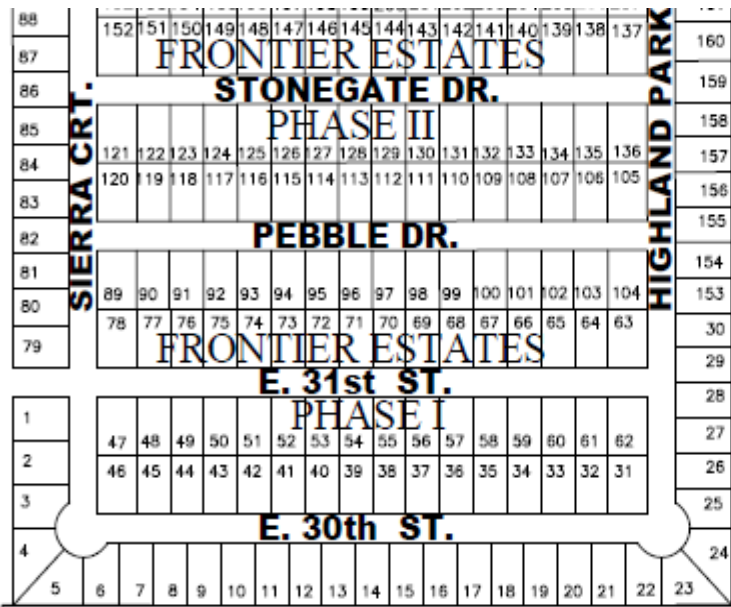 88
152 151 150 149 148 147 146 145 144 143 142 141 140 139 138 137
160
87
FRONTIER ESTATES
159
86
STONEGATE DR.
SIERRA CRT.
HIGHLAND PARK
158
85
PHASE II
157
121 122 123 124 125 126 127 128 129 130 131 132 133 134 135 136
84
120 119 118 117 116 115 114 113 112 111 110 109 108 107 106 105
156
83
155
82
PEBBLE DR.
154
81
89 90 91 92 93 94 95 96 97 98 99 100 101 102 103 104
153
80
78 77 76 75 74 73 72 71 70 69 68 67 66 65 64 63
30
79
FRONTIER ESTATES
29
E. 31st ST.
28
1
PHASE I
27
47 48 49 50 51 52 53 54 55 56 57 58 59 60 61 62
2
46 45 44 43 42 41 40 39 38 37 36 35 34 33 32 31
26
3
25
E. 30th ST.
4
24
5 6 7 8 9 10 11 12 13 14 15 16 17 18 19 20 21 22 23